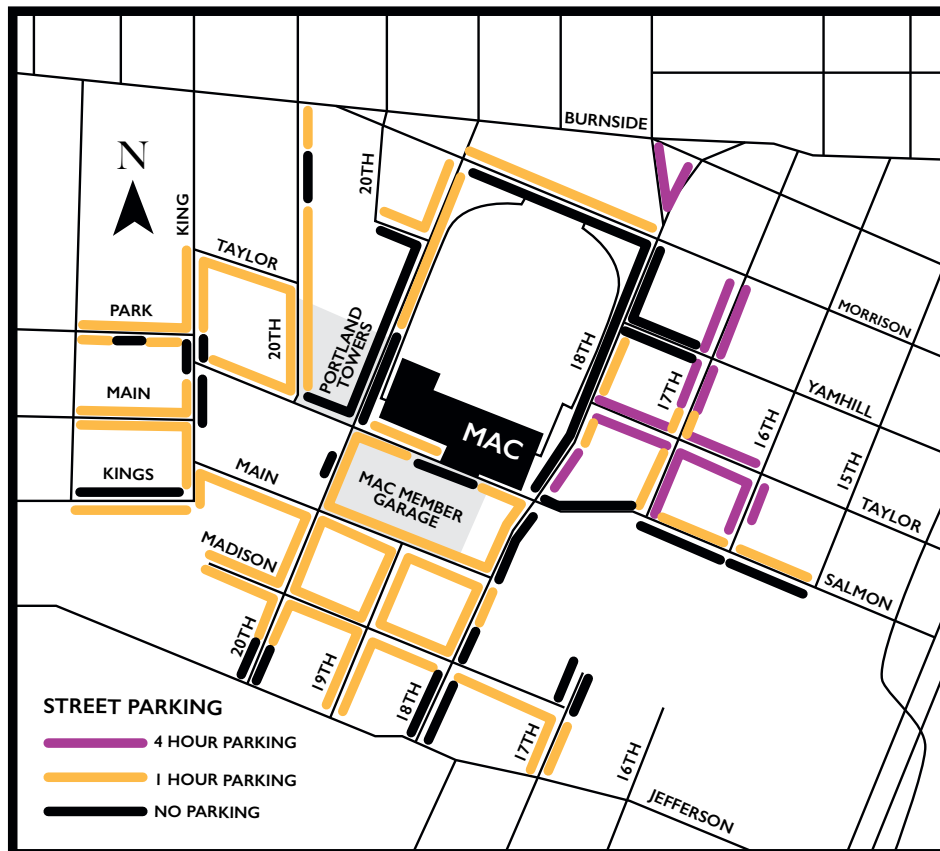 BURNSIDE
N
20TH
KING
TAYLOR
PARK
20TH
PORTLAND
TOWERS
18TH
MORRISON
MAIN
17TH
YAMHILL
MAC
16TH
15TH
KINGS
MAIN
MAC MEMBER
GARAGE
TAYLOR
MADISON
SALMON
20TH
19TH
18TH
17TH
16TH
STREET PARKING
4 HOUR PARKING
1 HOUR PARKING
NO PARKING
JEFFERSON